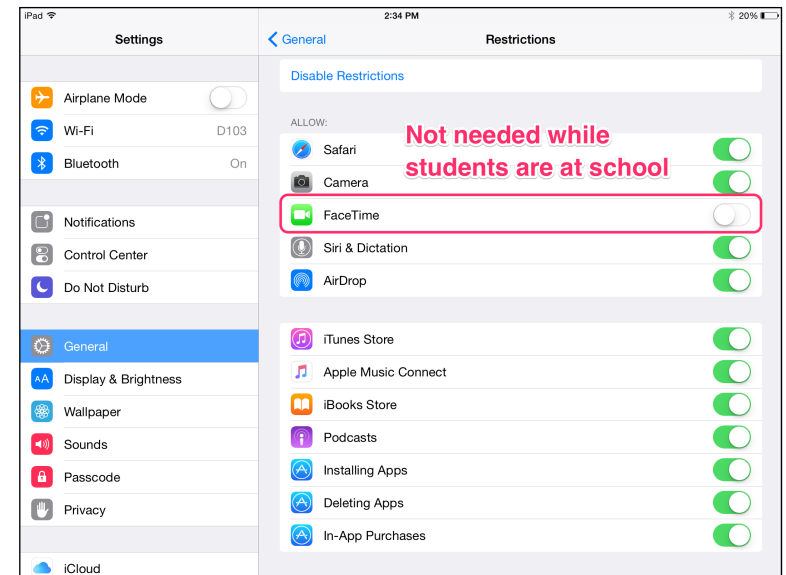 iPad
2:34 PM
20%
Settings
General
Restrictions
Airplane Mode
Wi-Fi
D103
Bluetooth
On
Notifications
Control Center
Do Not Disturb
General
AA
Display & Brightness
Wallpaper
Sounds
Passcode
Privacy
iCloud
Disable Restrictions
ALLOW:
Not needed while
students are at school
Safari
Camera
FaceTime
Siri & Dictation
AirDrop
iTunes Store
Apple Music Connect
iBooks Store
Podcasts
Installing Apps
Deleting Apps
In-App Purchases